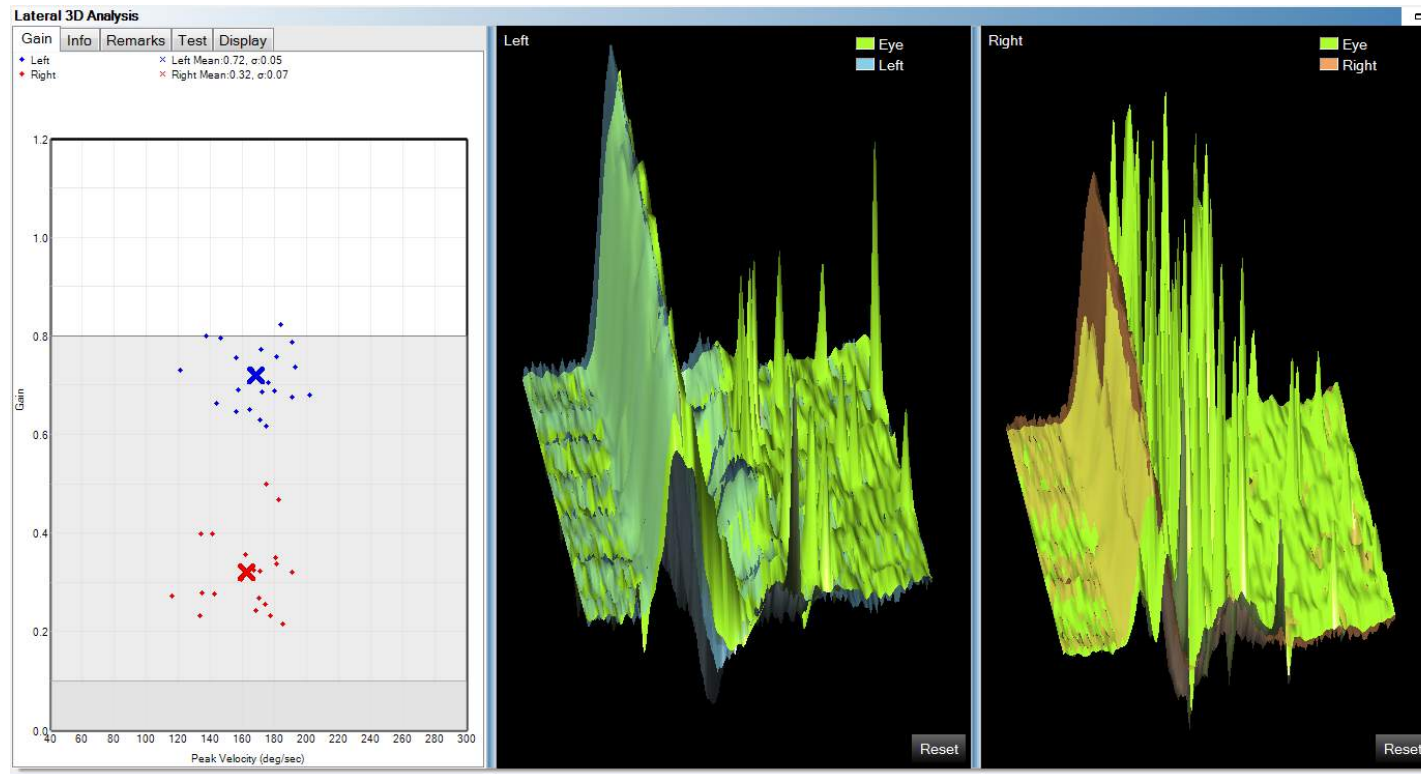 Lateral 3D Analysis
Gain Info Remarks Test Display
Left × Left Mean:0.72, σ:0.05
Right × Right Mean:0.32, σ:0.07
1.2
1.0
0.8
0.6
0.4
0.2
0.0
Gain
40 60 80 100 120 140 160 180 200 220 240 260 280 300
Peak Velocity (deg/sec)
Left
Eye
Left
Reset
Right
Eye
Right
Reset